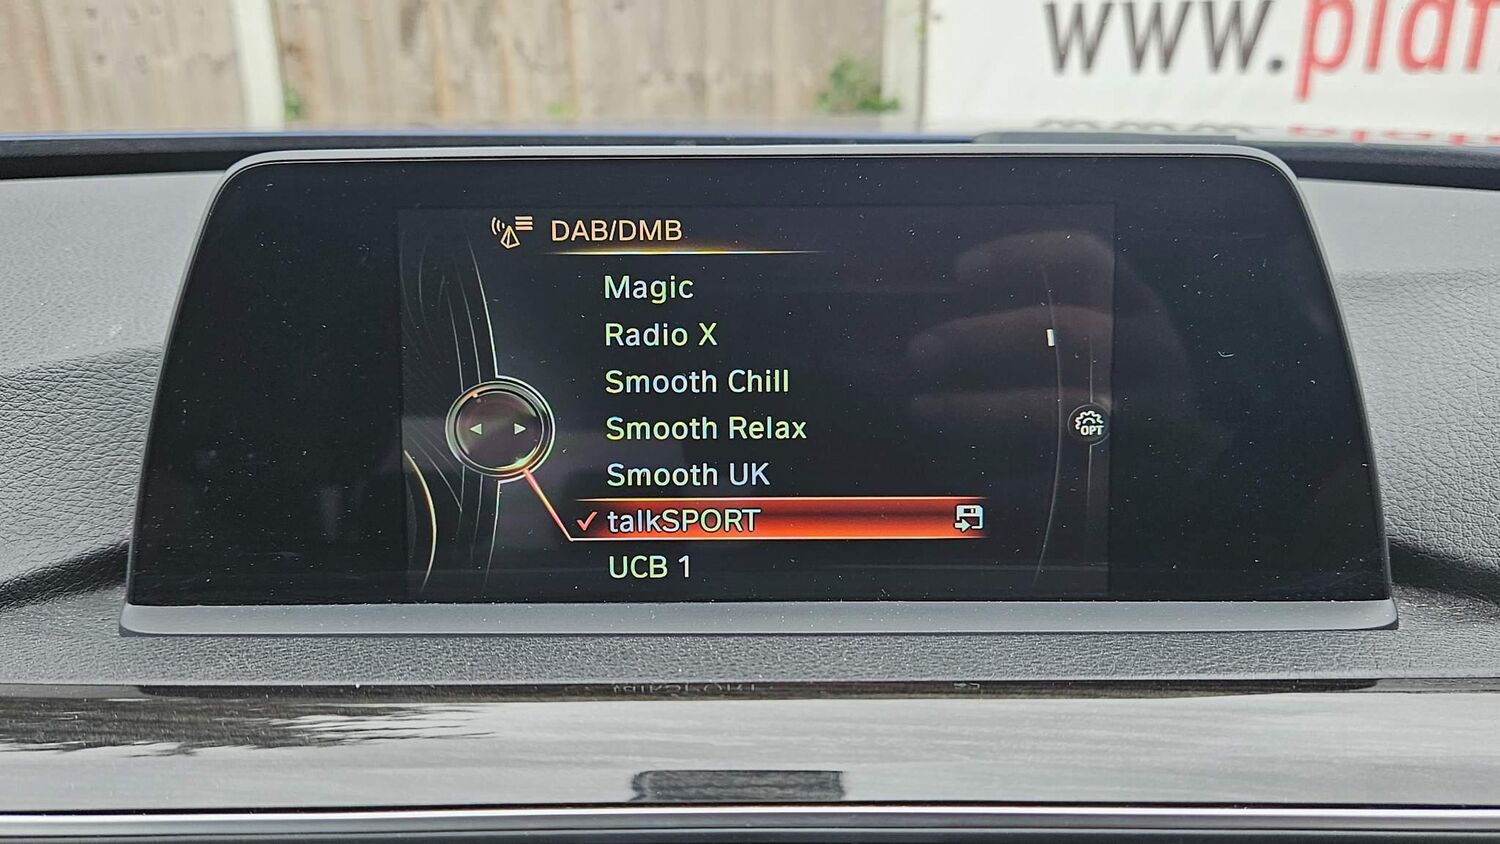 www.
DAB/DMB
Magic
Radio X
Smooth Chill
Smooth Relax
OPT
Smooth UK
talkSPORT
UCB 1